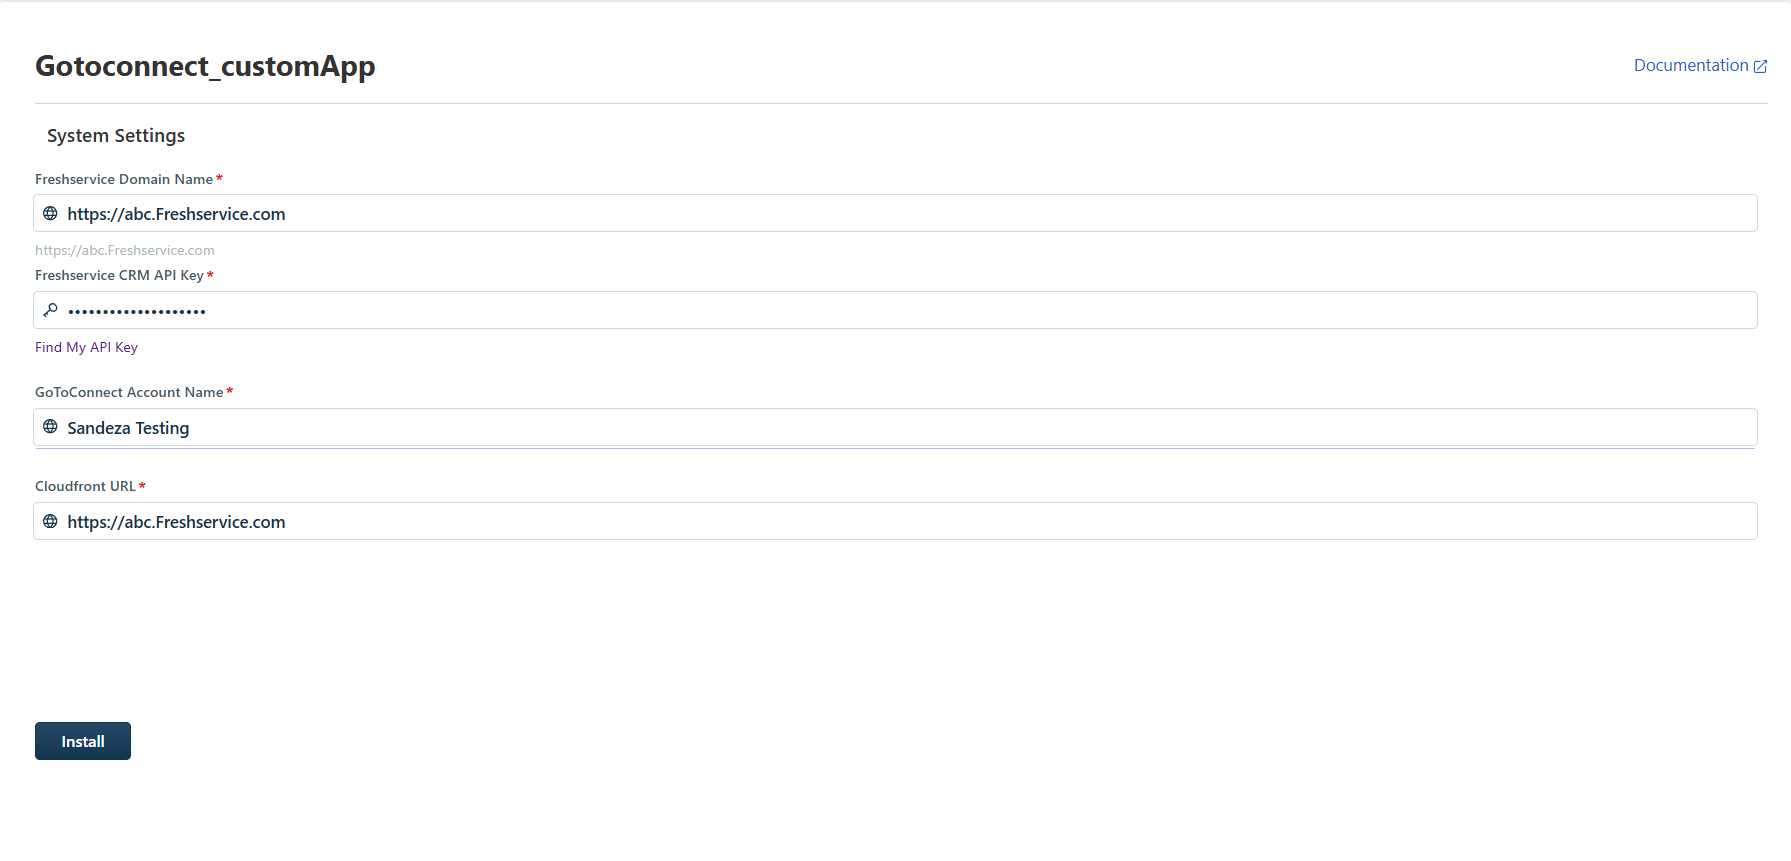 Gotoconnect_customApp
Documentation
System Settings
Freshservice Domain Name*
https://abc.Freshservice.com
https://abc.Freshservice.com
Freshservice CRM API Key*
••••••••••••••••••••
Find My API Key
GoToConnect Account Name*
Sandeza Testing
Cloudfront URL*
https://abc.Freshservice.com
Install